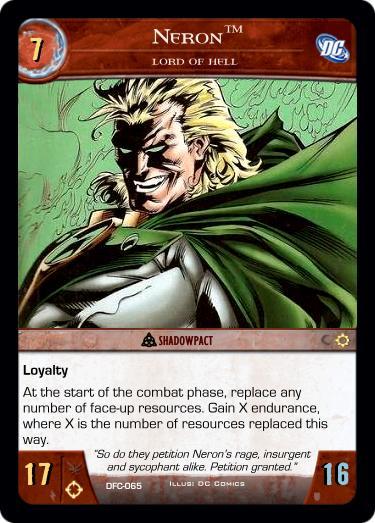 7
NERON™
LORD OF HELL
DC
SHADOWPACT
Loyalty
At the start of the combat phase, replace any
number of face-up resources. Gain X endurance,
where X is the number of resources replaced this
way.
"So do they petition Neron's rage, insurgent
and sycophant alike. Petition granted."
17
16
DFC-065
ILLUS: DC COMICS